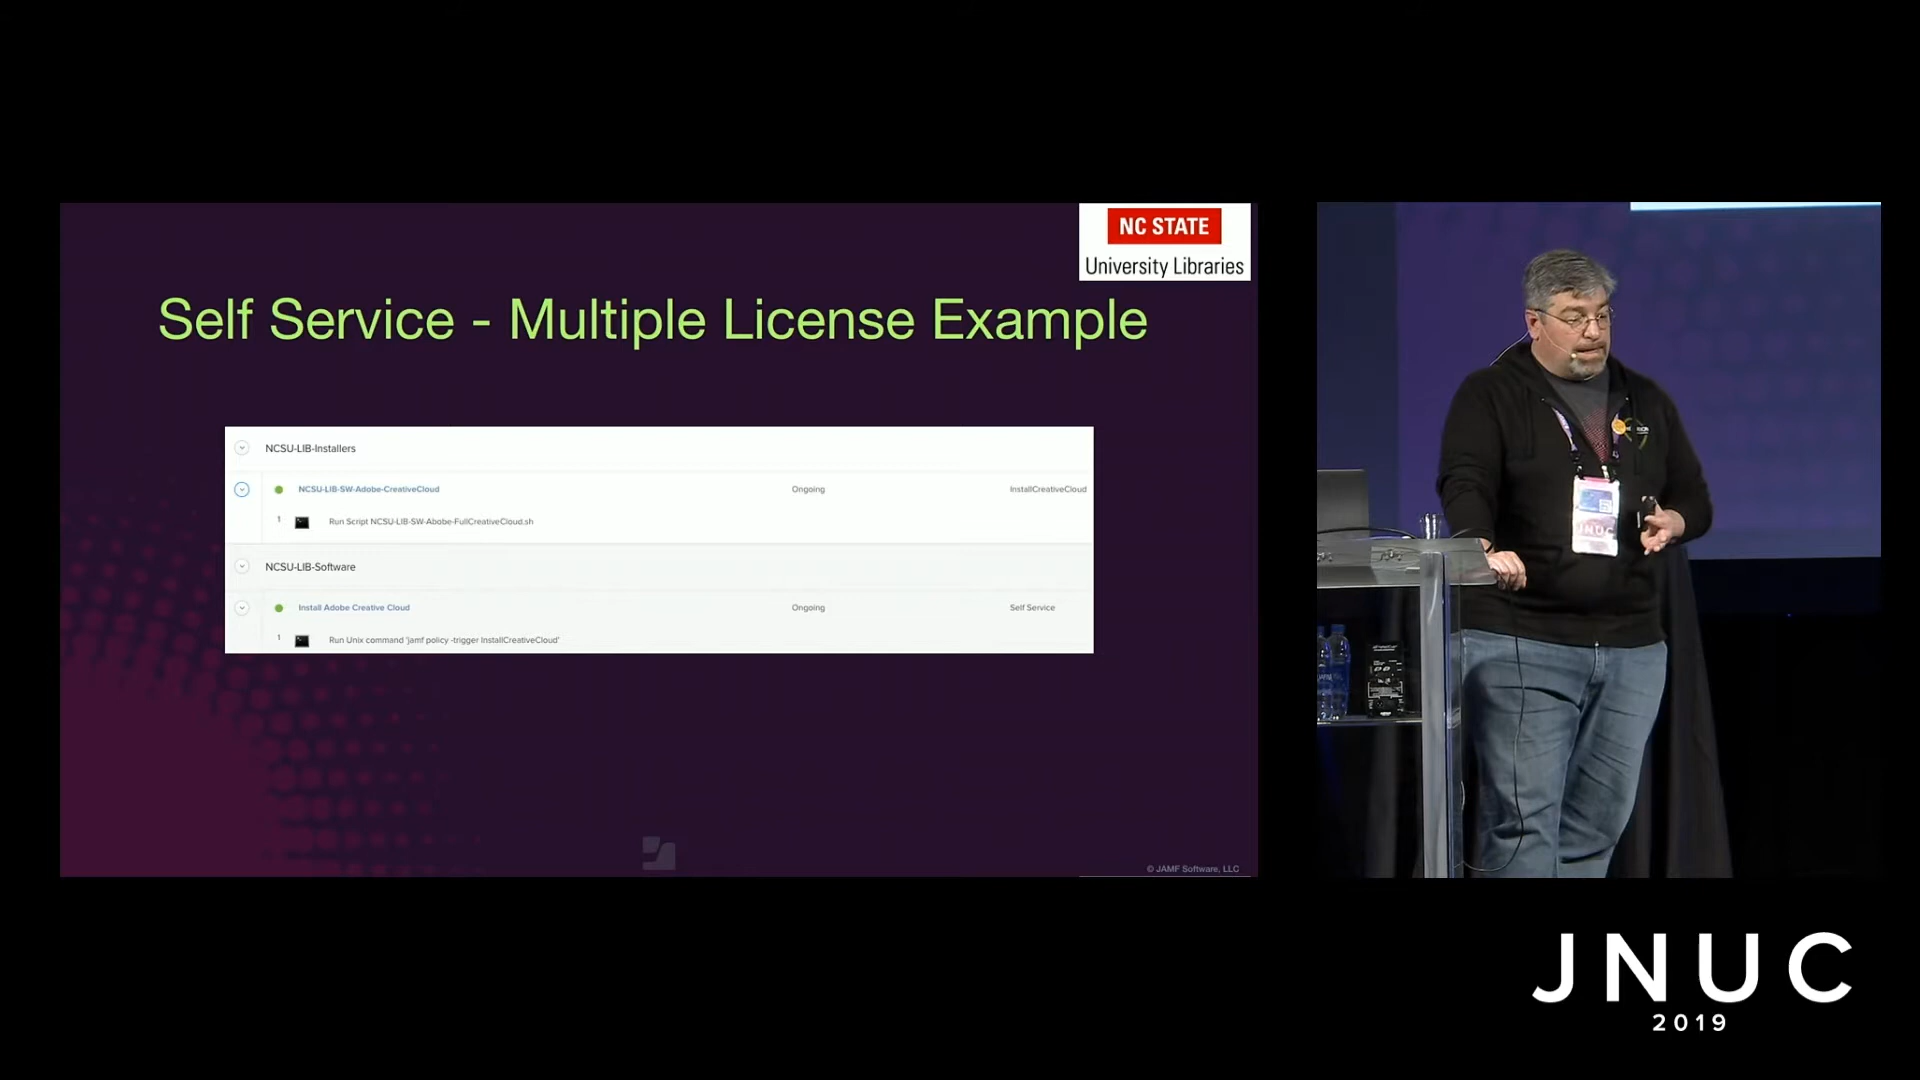 NC STATE
University Libraries
Self Service - Multiple License Example
NCSU-LIB-Installers
NCSU-LIB-SW-Adobe-CreativeCloud Ongoing InstallCreativeCloud
1 Run Script NCSU-LIB-SW-Abobe-FullCreativeCloud.sh
NCSU-LIB-Software
Install Adobe Creative Cloud Ongoing Self Service
1 Run Unix command 'jamf policy -trigger InstallCreativeCloud'
© JAMF Software, LLC
JNUC
JNUC
2019